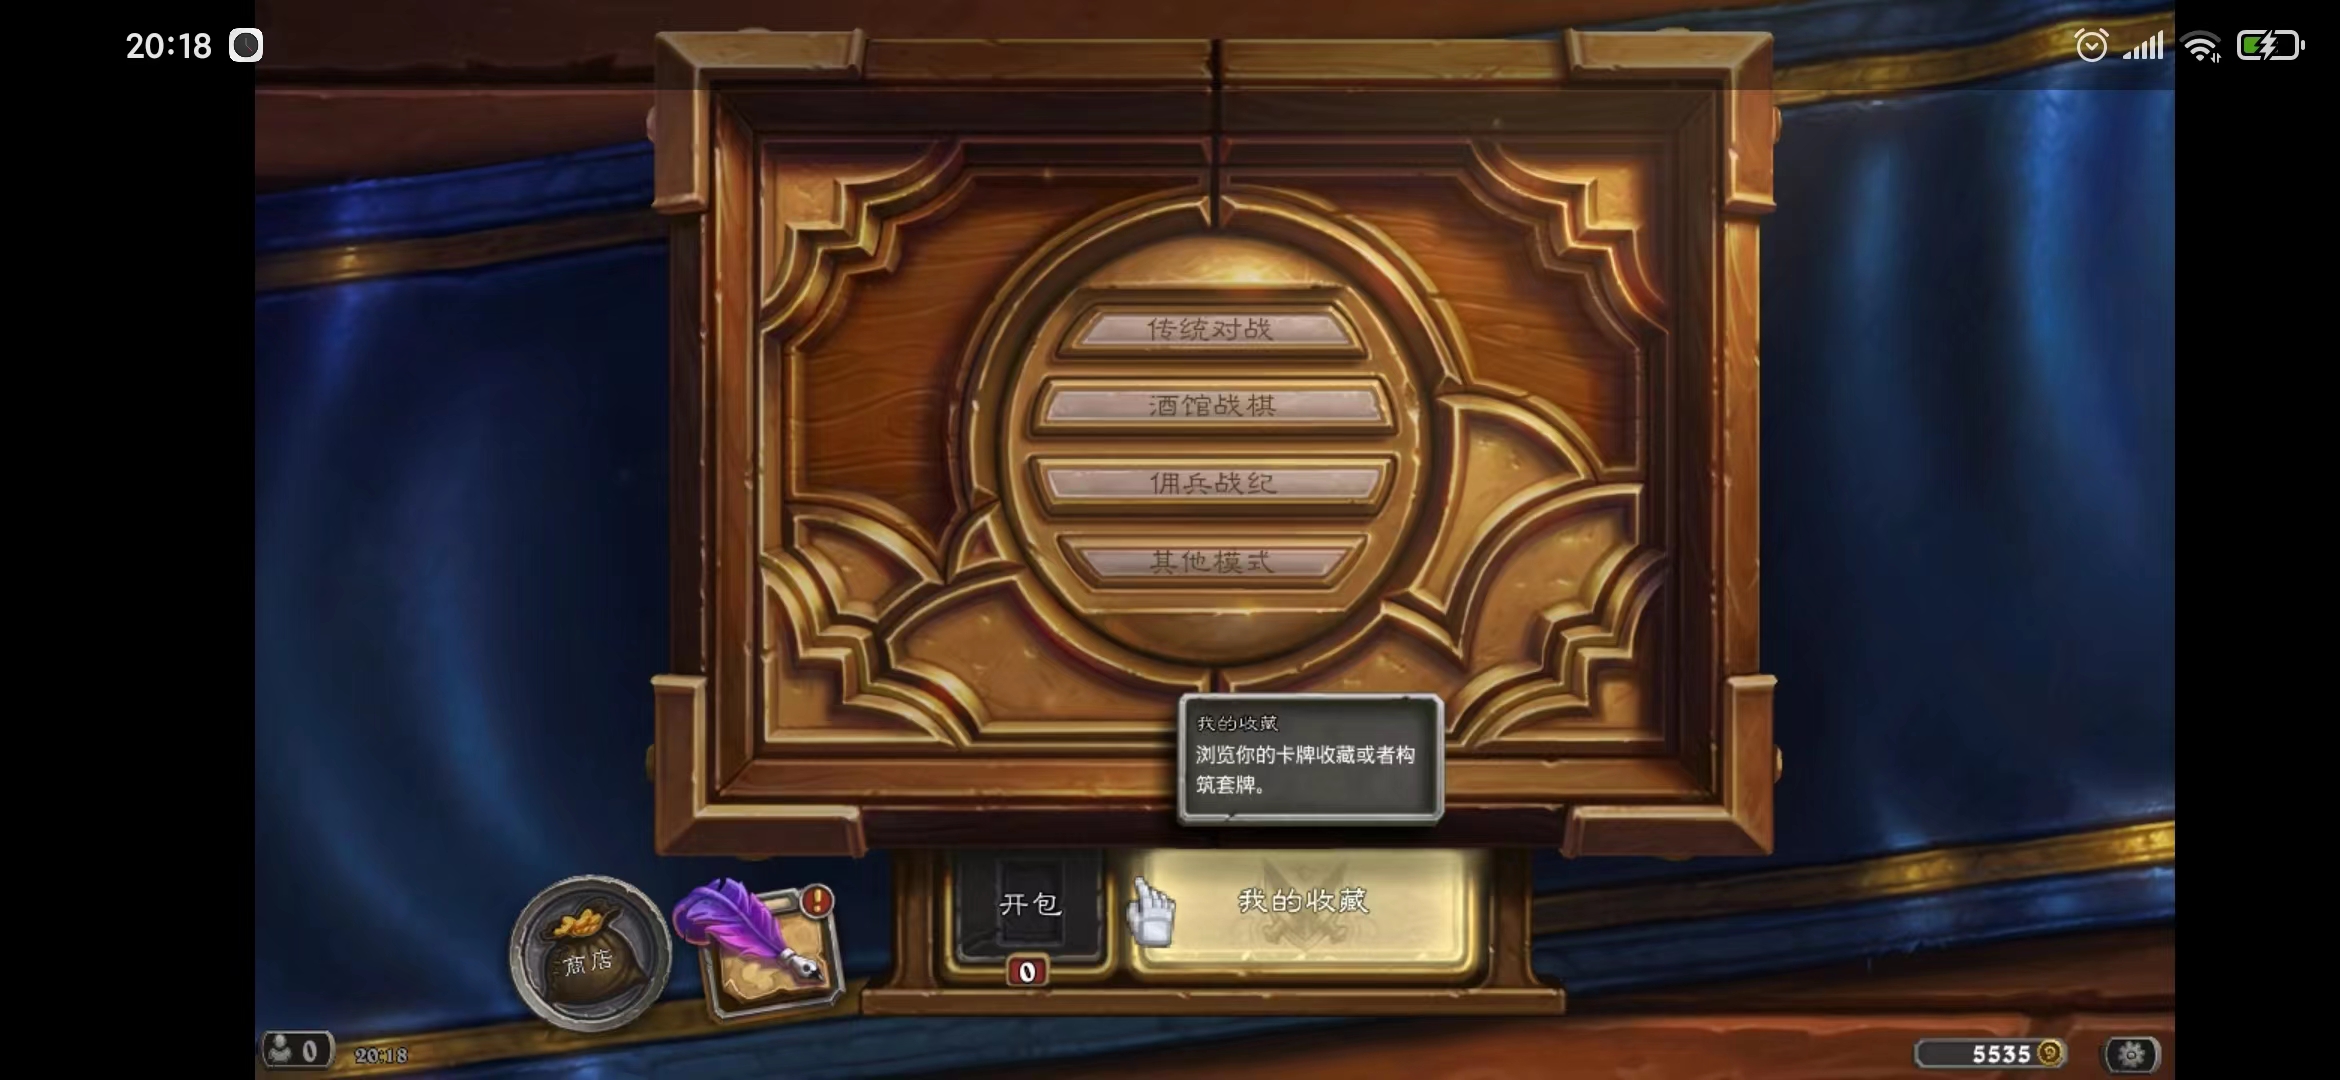 20:18
传统对战
酒馆战棋
佣兵战纪
其他模式
我的收藏
浏览你的卡牌收藏或者构
筑套牌。
开包
我的收藏
0
商店
!
0
20:18
5535